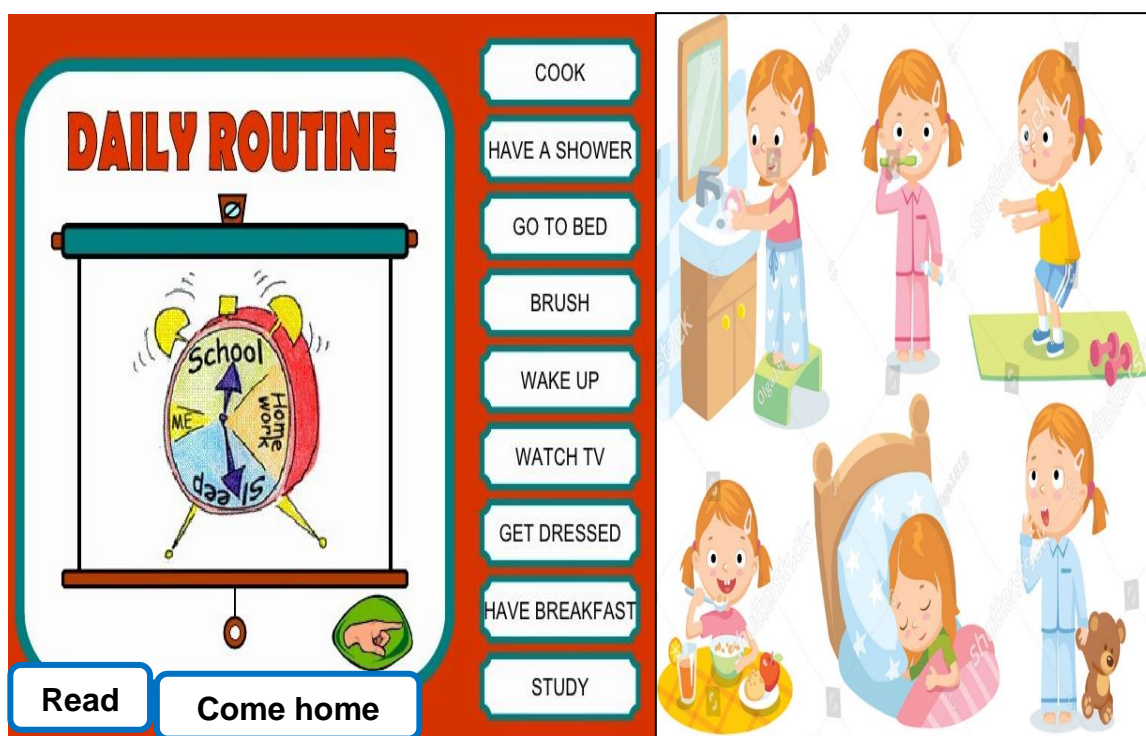 DAILY ROUTINE
School
ME
Home
work
Sleep
COOK
HAVE A SHOWER
GO TO BED
BRUSH
WAKE UP
WATCH TV
GET DRESSED
HAVE BREAKFAST
STUDY
Read
Come home